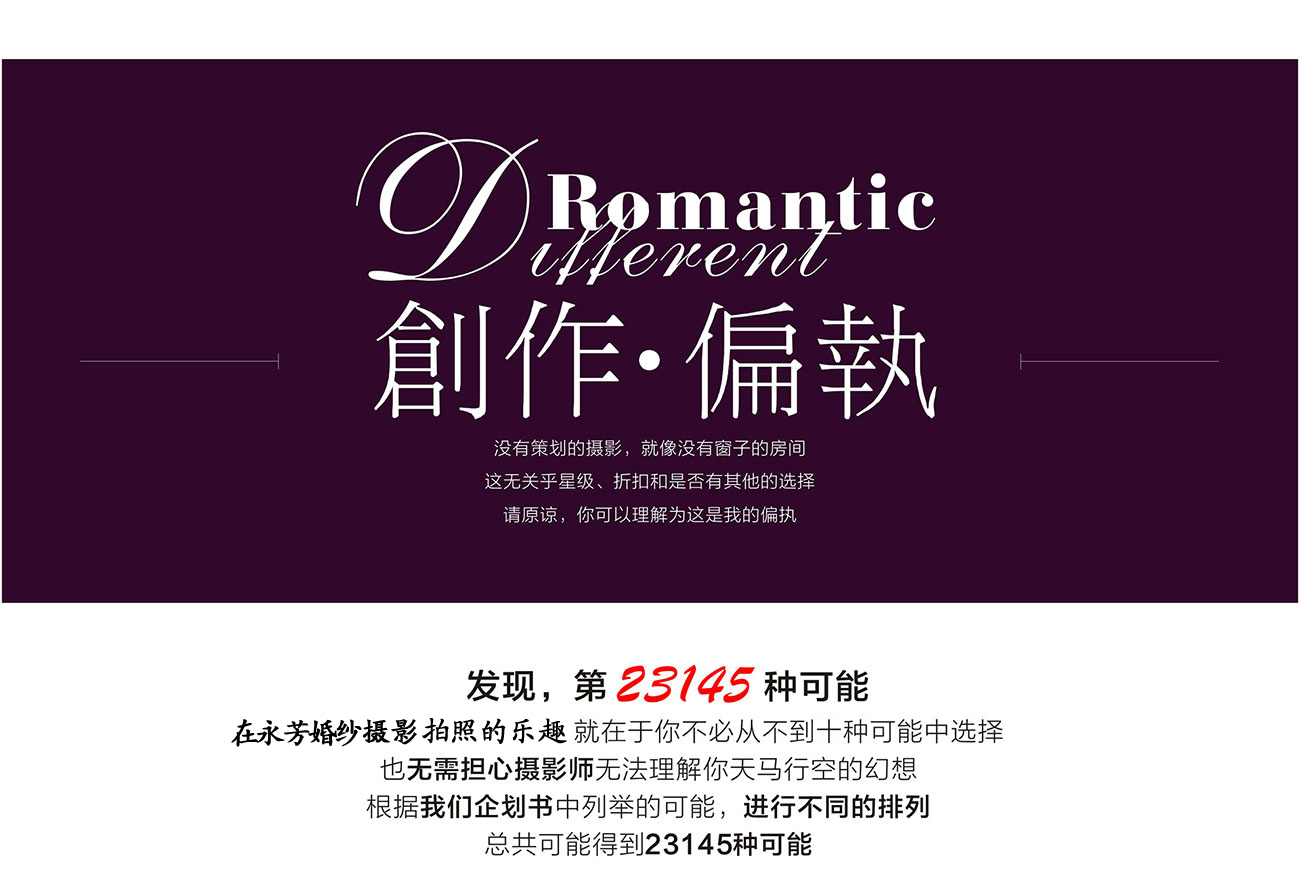 Romantic
Different
創作·偏執
没有策划的摄影，就像没有窗子的房间
这无关乎星级、折扣和是否有其他的选择
请原谅，你可以理解为这是我的偏执
发现，第 23145 种可能
在永芳婚纱摄影拍照的乐趣 就在于你不必从不到十种可能中选择
也无需担心摄影师无法理解你天马行空的幻想
根据我们企划书中列举的可能，进行不同的排列
总共可能得到23145种可能